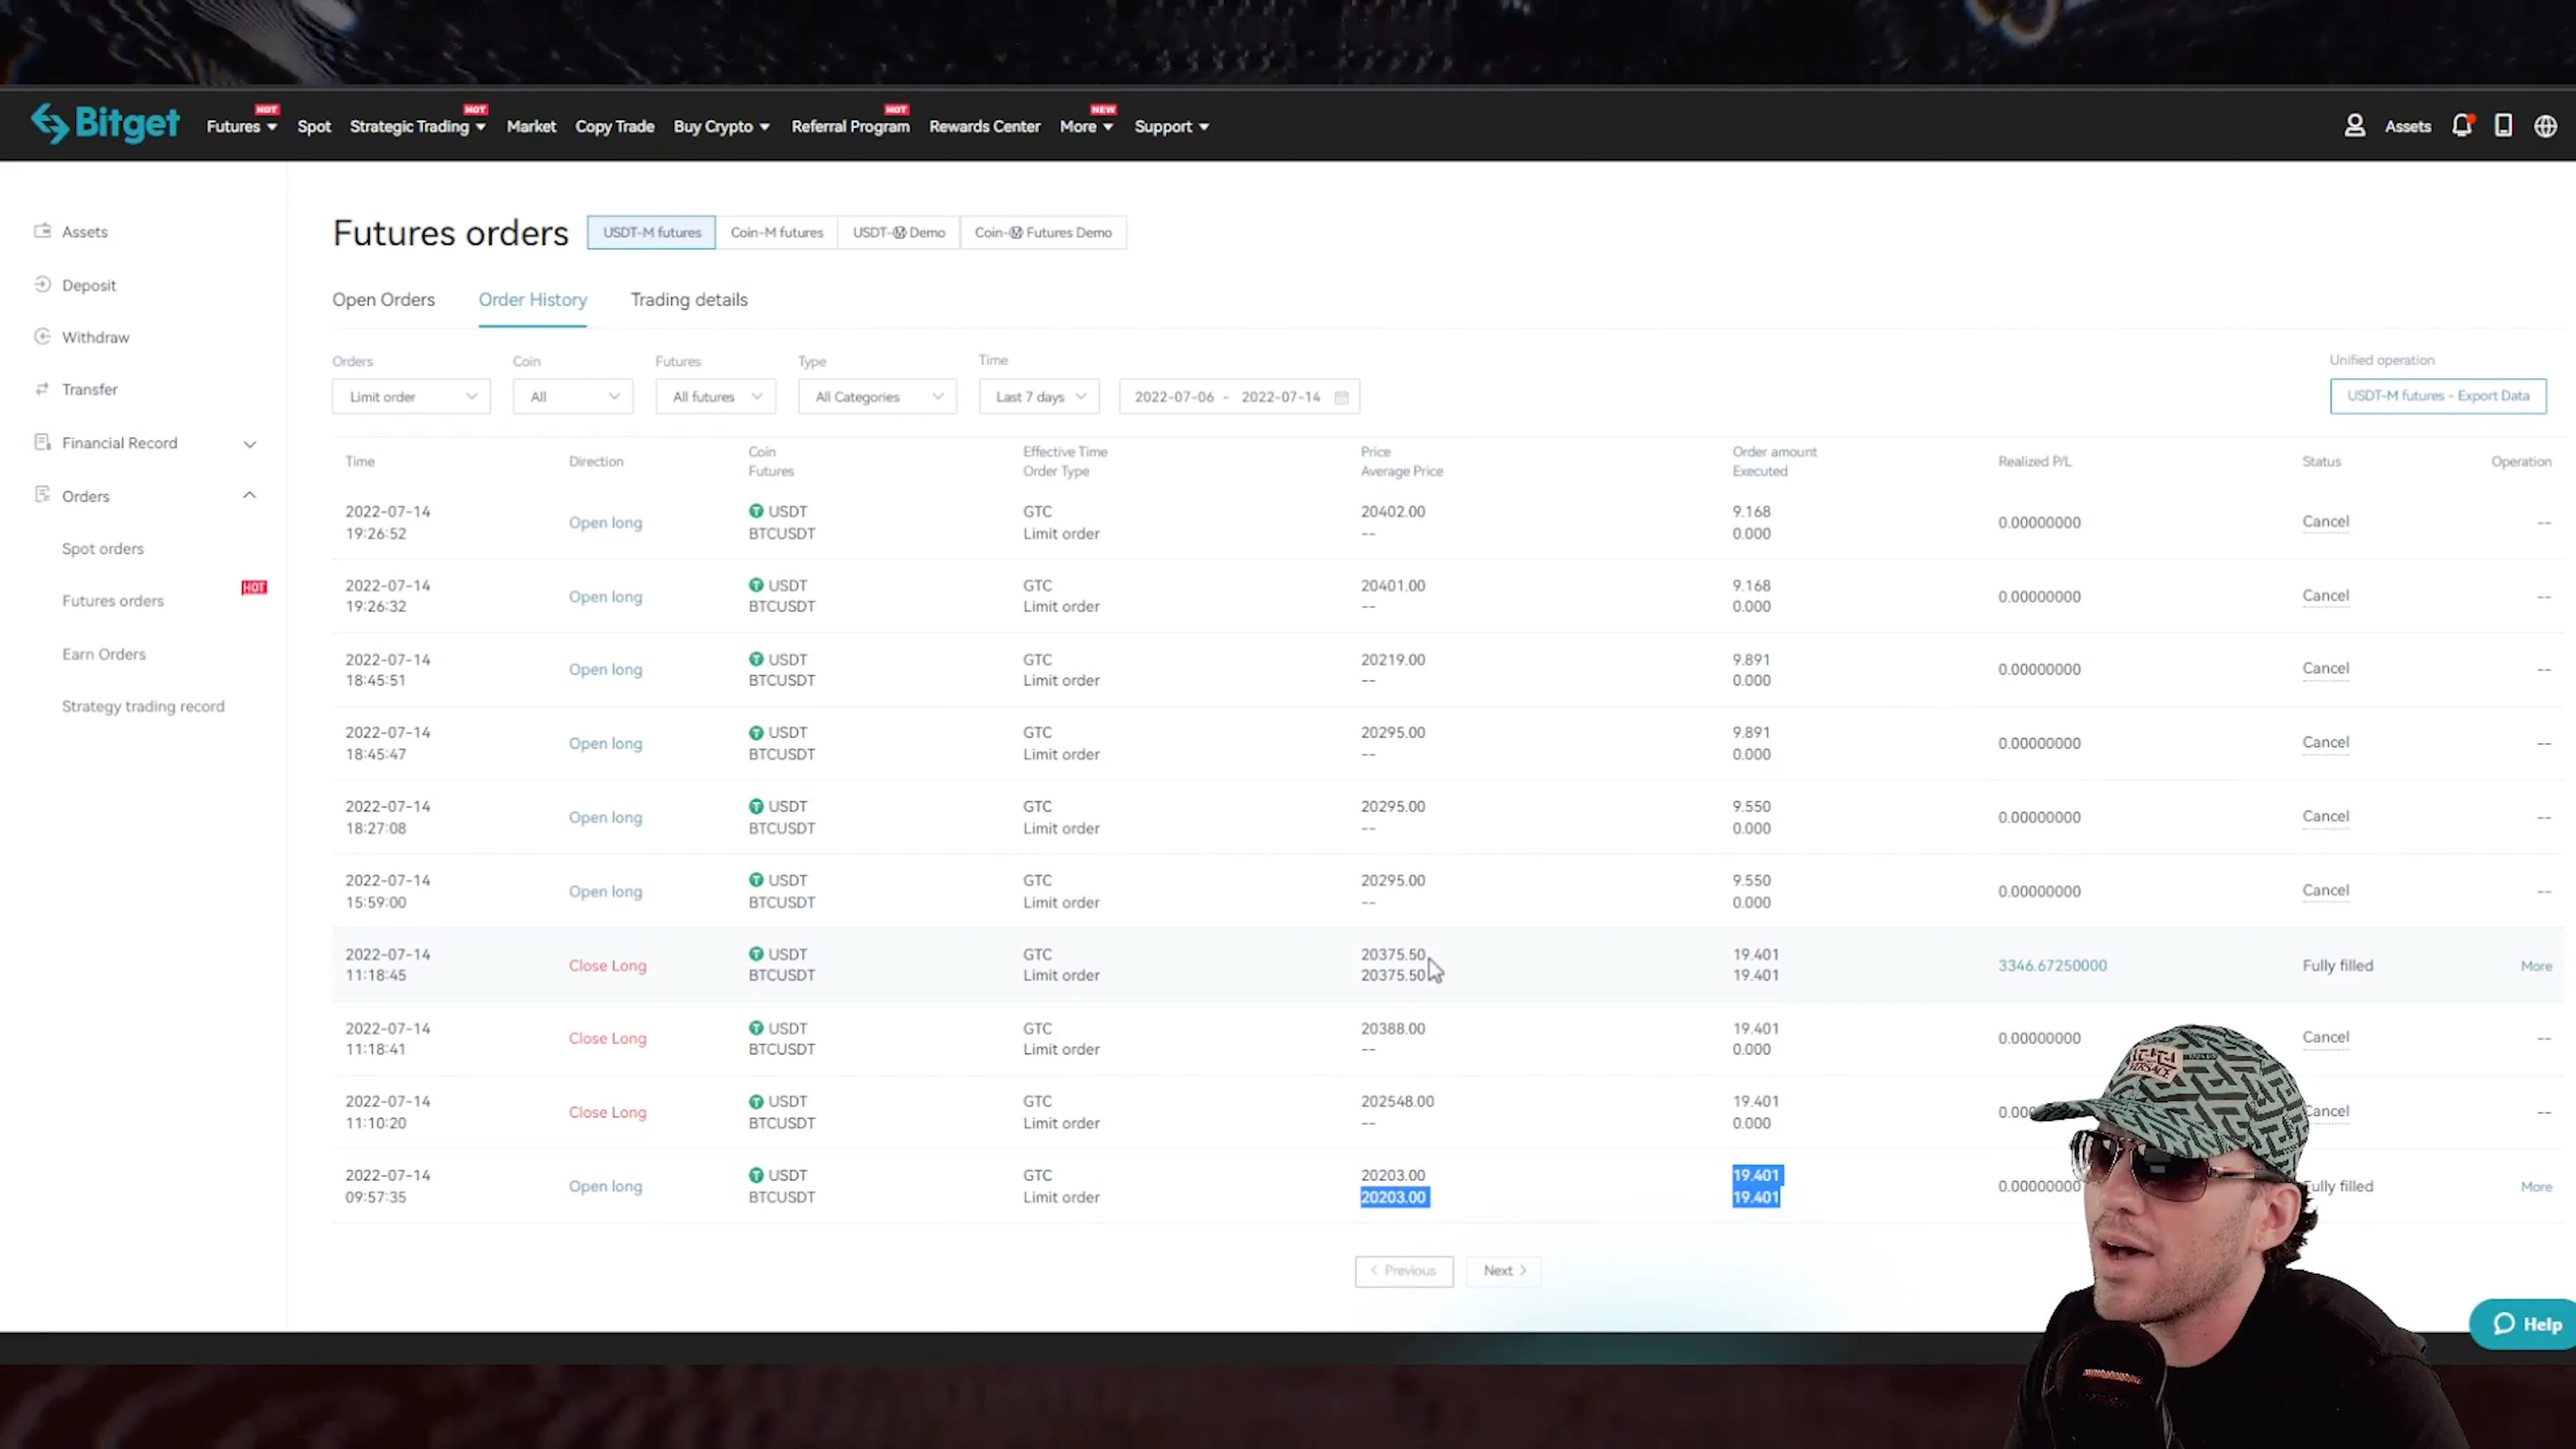 Bitget
Futures HOT Spot Strategic Trading HOT Market Copy Trade Buy Crypto Referral Program HOT Rewards Center More NEW Support Assets
Assets
Deposit
Withdraw
Transfer
Financial Record
Orders
Spot orders
Futures orders HOT
Earn Orders
Strategy trading record
Futures orders USDT-M futures Coin-M futures USDT-Ⓜ Demo Coin-Ⓜ Futures Demo
Open Orders Order History Trading details
Orders Coin Futures Type Time Unified operation
Limit order All All futures All Categories Last 7 days 2022-07-06 - 2022-07-14 USDT-M futures - Export Data
Time Direction Coin Effective Time Price Order amount Realized P/L Status Operation
Futures Order Type Average Price Executed
2022-07-14 Open long USDT GTC 20402.00 9.168 0.00000000 Cancel --
19:26:52 BTCUSDT Limit order -- 0.000
2022-07-14 Open long USDT GTC 20401.00 9.168 0.00000000 Cancel --
19:26:32 BTCUSDT Limit order -- 0.000
2022-07-14 Open long USDT GTC 20219.00 9.891 0.00000000 Cancel --
18:45:51 BTCUSDT Limit order -- 0.000
2022-07-14 Open long USDT GTC 20295.00 9.891 0.00000000 Cancel --
18:45:47 BTCUSDT Limit order -- 0.000
2022-07-14 Open long USDT GTC 20295.00 9.550 0.00000000 Cancel --
18:27:08 BTCUSDT Limit order -- 0.000
2022-07-14 Open long USDT GTC 20295.00 9.550 0.00000000 Cancel --
15:59:00 BTCUSDT Limit order -- 0.000
2022-07-14 Close Long USDT GTC 20375.50 19.401 3346.67250000 Fully filled More
11:18:45 BTCUSDT Limit order 20375.50 19.401
2022-07-14 Close Long USDT GTC 20388.00 19.401 0.00000000 Cancel --
11:18:41 BTCUSDT Limit order -- 0.000
2022-07-14 Close Long USDT GTC 202548.00 19.401 0.00 Cancel --
11:10:20 BTCUSDT Limit order -- 0.000
2022-07-14 Open long USDT GTC 20203.00 19.401 0.00000000 Fully filled More
09:57:35 BTCUSDT Limit order 20203.00 19.401
Previous Next
VERSACE
Help